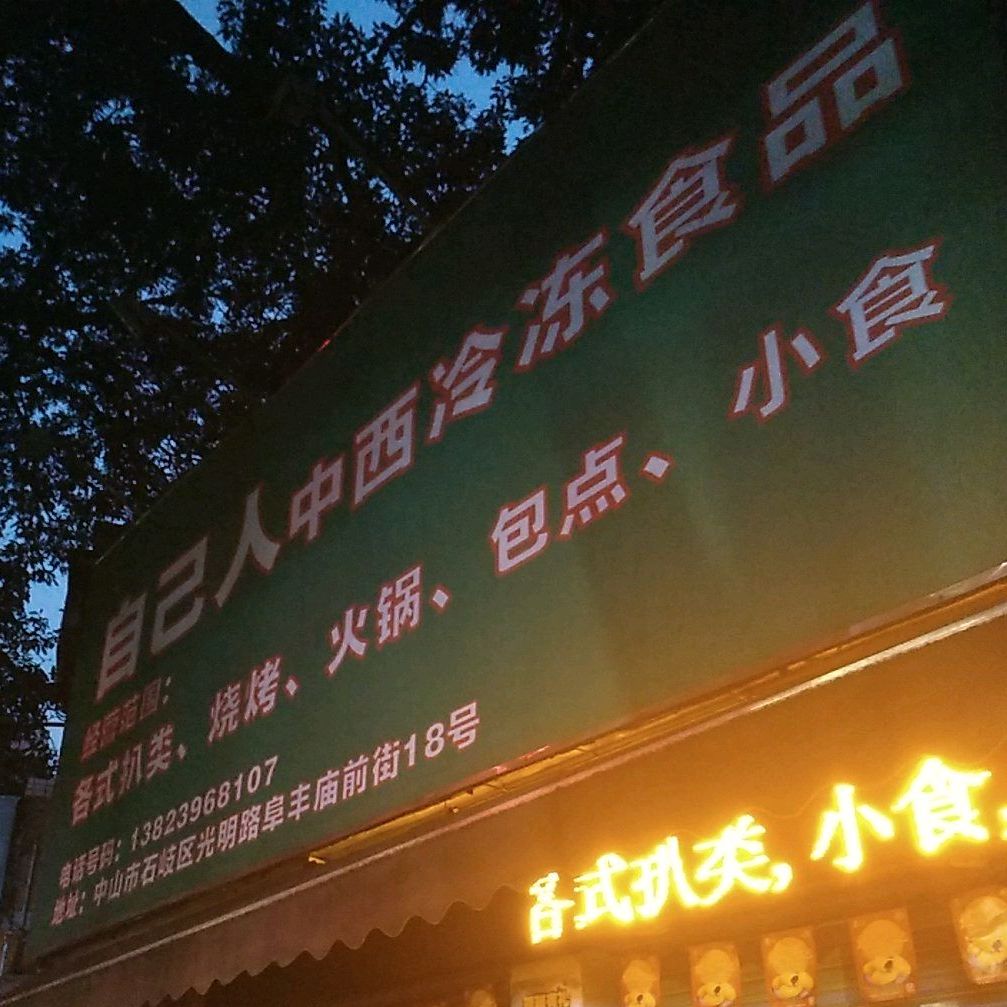 自己人中西冷冻食品
经营范围：
各式扒类、烧烤、火锅、包点、小食
电话号码：13823968107
地址：中山市石岐区光明路阜丰庙前街18号
各式扒类，小食